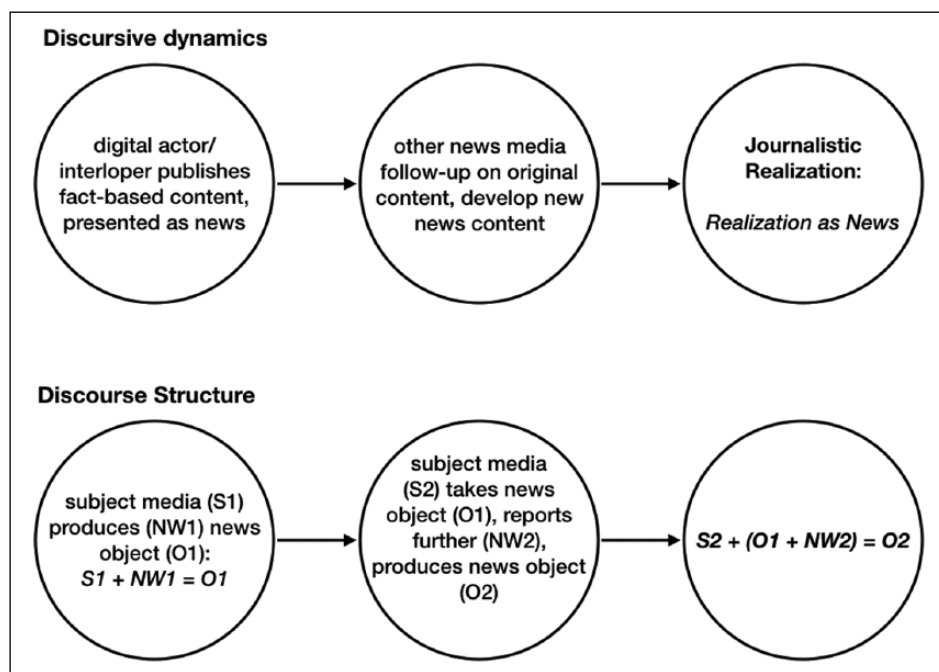 Discursive dynamics
digital actor/
interloper publishes
fact-based content,
presented as news
other news media
follow-up on original
content, develop new
news content
Journalistic
Realization:
Realization as News
Discourse Structure
subject media (S1)
produces (NW1) news
object (O1):
S1 + NW1 = O1
subject media
(S2) takes news
object (O1), reports
further (NW2),
produces news object
(O2)
S2 + (O1 + NW2) = O2